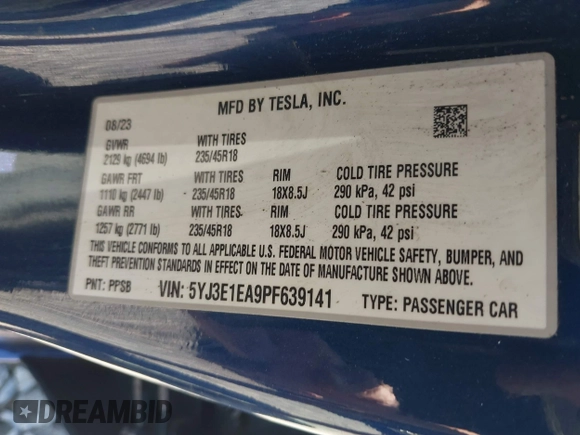 MFD BY TESLA, INC.
08/23
GVWR WITH TIRES
2129 kg (4694 lb) 235/45R18
GAWR FRT WITH TIRES RIM COLD TIRE PRESSURE
1110 kg (2447 lb) 235/45R18 18X8.5J 290 kPa, 42 psi
GAWR RR WITH TIRES RIM COLD TIRE PRESSURE
1257 kg (2771 lb) 235/45R18 18X8.5J 290 kPa, 42 psi
THIS VEHICLE CONFORMS TO ALL APPLICABLE U.S. FEDERAL MOTOR VEHICLE SAFETY, BUMPER, AND
THEFT PREVENTION STANDARDS IN EFFECT ON THE DATE OF MANUFACTURE SHOWN ABOVE.
PNT: PPSB VIN: 5YJ3E1EA9PF639141 TYPE: PASSENGER CAR
DREAMBID